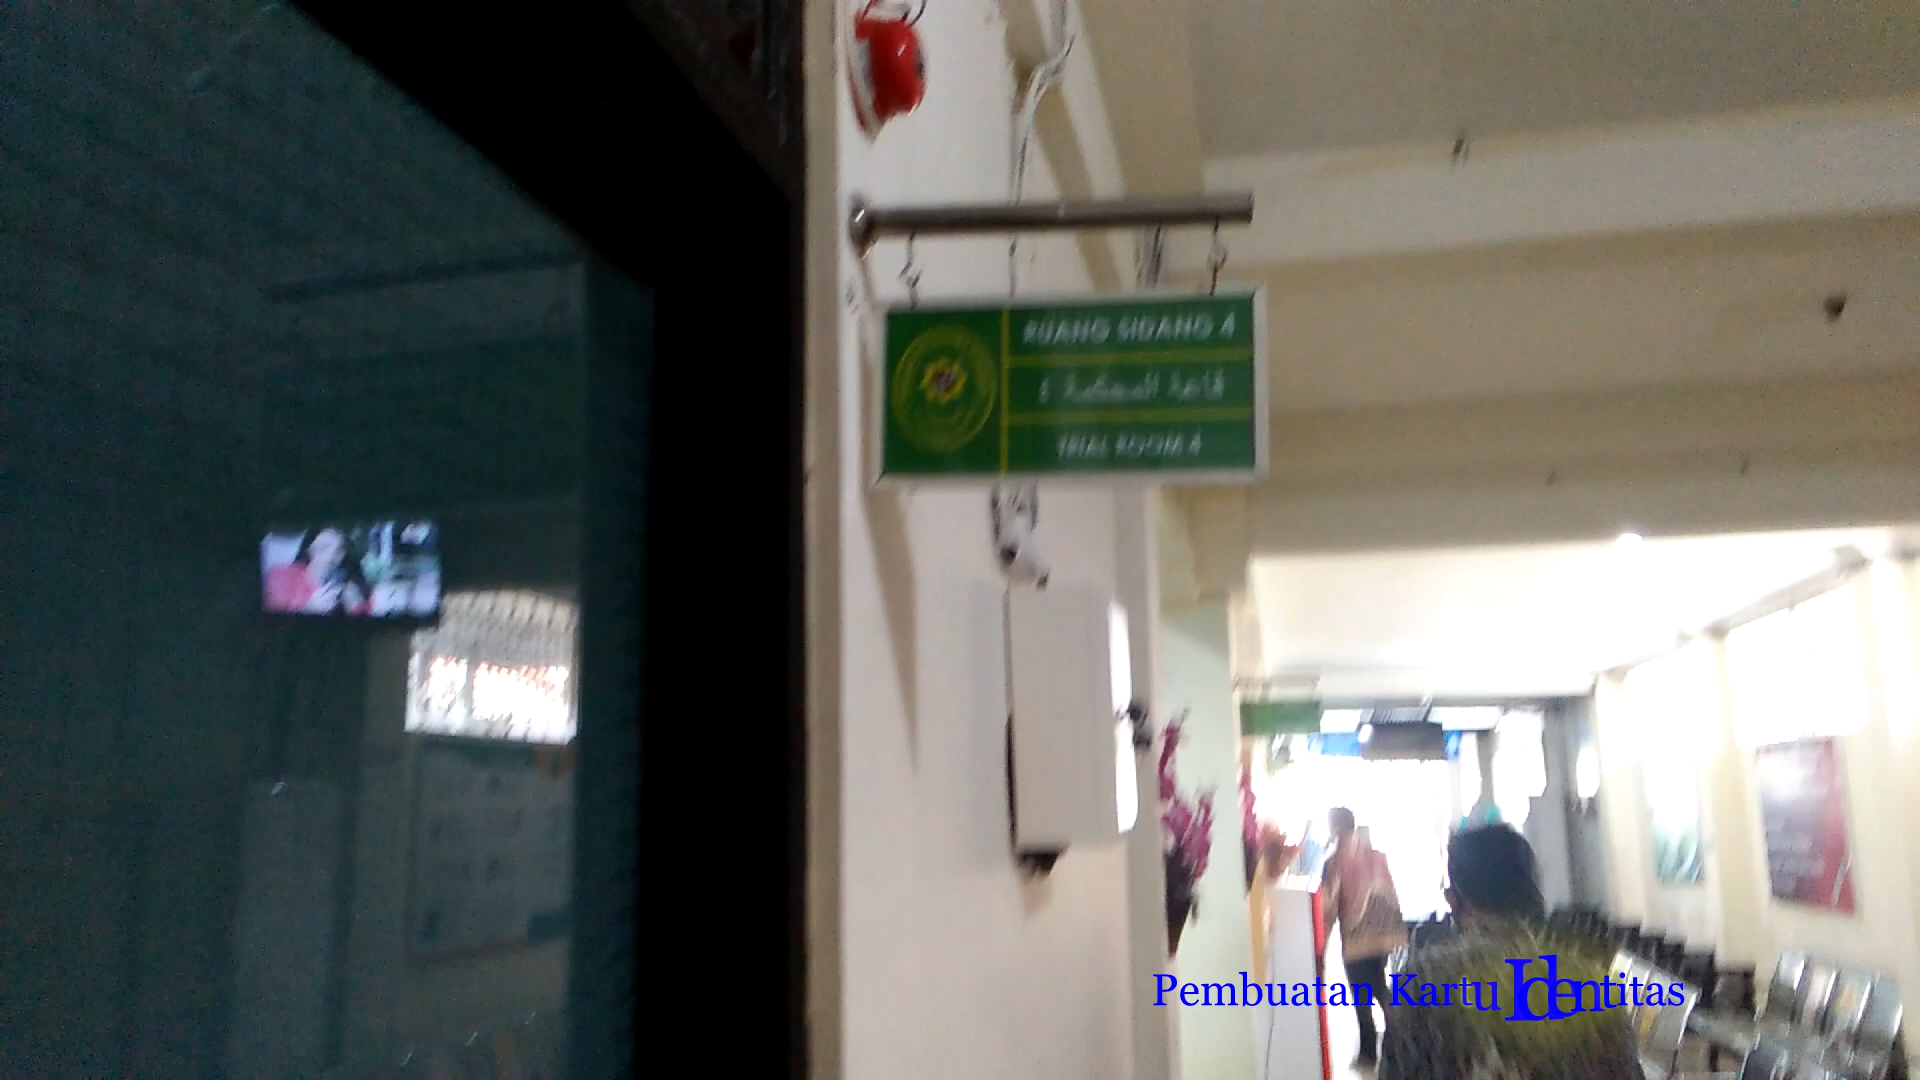 RUANG SIDANG 4
قاعة المحكمة ٤
TRIAL ROOM 4
Pembuatan Kartu Identitas